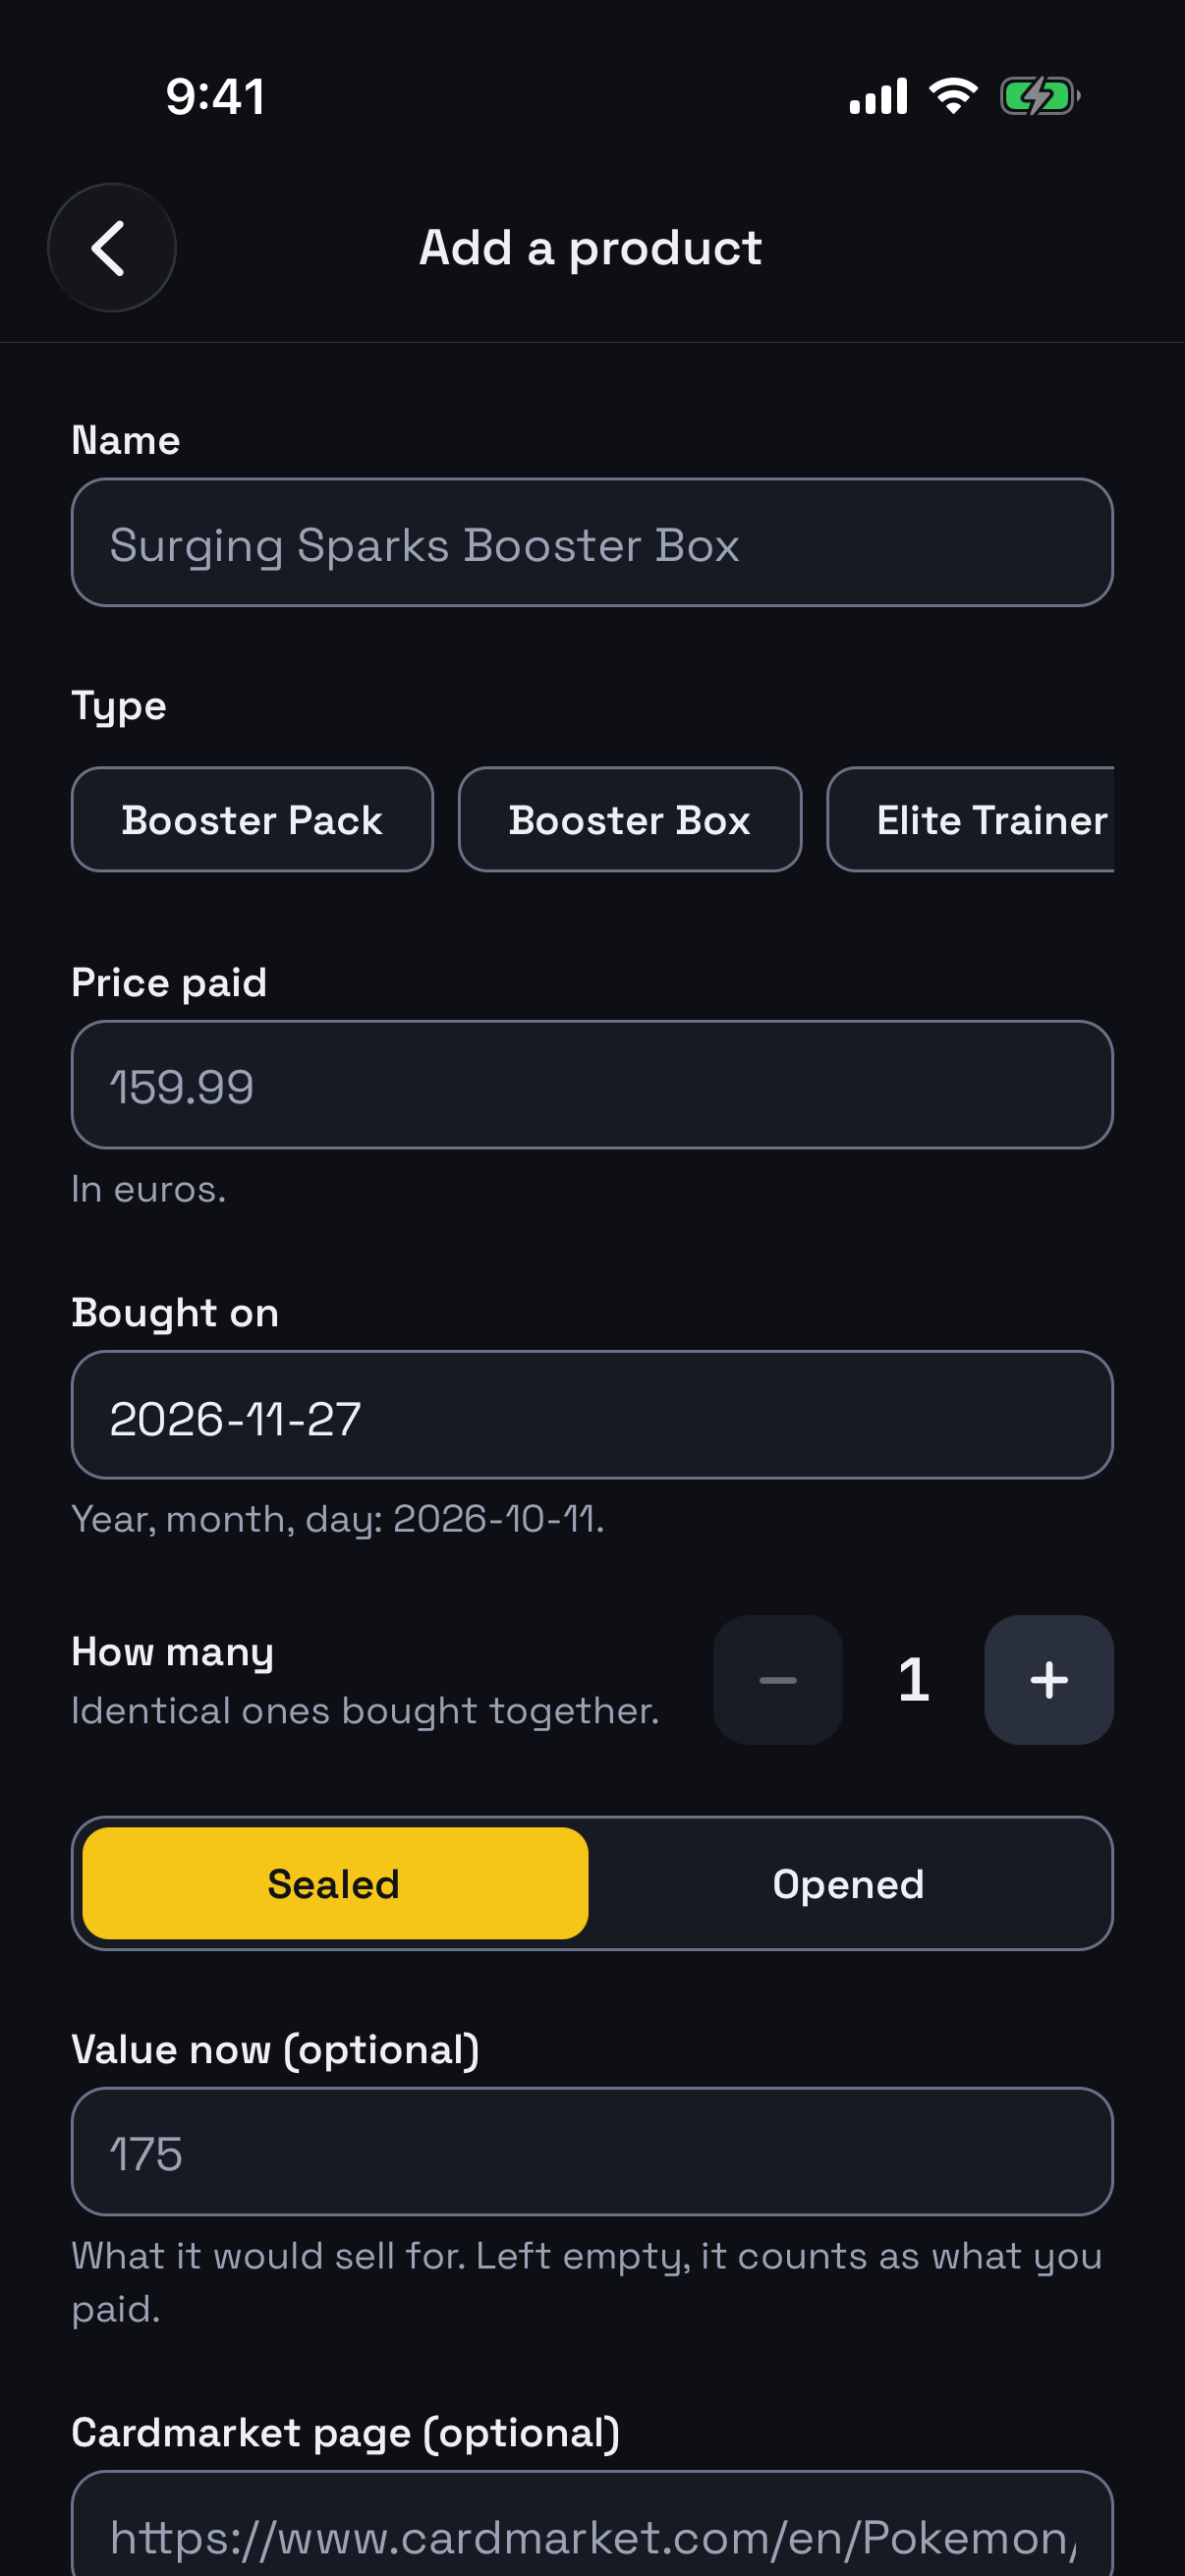 9:41
Add a product
Name
Surging Sparks Booster Box
Type
Booster Pack
Booster Box
Elite Trainer
Price paid
159.99
In euros.
Bought on
2026-11-27
Year, month, day: 2026-10-11.
How many
Identical ones bought together.
1
Sealed
Opened
Value now (optional)
175
What it would sell for. Left empty, it counts as what you
paid.
Cardmarket page (optional)
https://www.cardmarket.com/en/Pokemon/